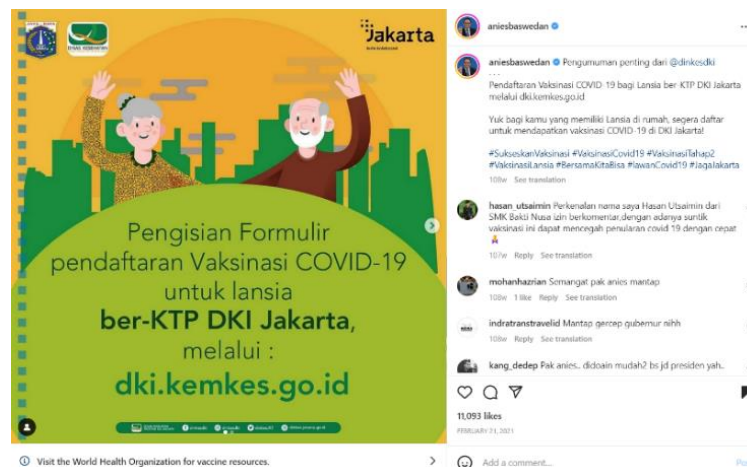 DINAS KESEHATAN
Jakarta
Pengisian Formulir
pendaftaran Vaksinasi COVID-19
untuk lansia
ber-KTP DKI Jakarta,
melalui :
dki.kemkes.go.id
Visit the World Health Organization for vaccine resources.
aniesbaswedan
aniesbaswedan Pengumuman penting dari @dinkesdki
. . .
Pendaftaran Vaksinasi COVID-19 bagi Lansia ber-KTP DKI Jakarta
melalui dki.kemkes.go.id
Yuk bagi kamu yang memiliki Lansia di rumah, segera daftar
untuk mendapatkan vaksinasi COVID-19 di DKI Jakarta!
#SukseskanVaksinasi #VaksinasiCovid19 #VaksinasiTahap2
#VaksinasiLansia #BersamaKitaBisa #lawanCovid19 #JagaJakarta
108w See translation
hasan_utsaimin Perkenalan nama saya Hasan Utsaimin dari
SMK Bakti Nusa izin berkomentar,dengan adanya suntik
vaksinasi ini dapat mencegah penularan covid 19 dengan cepat
107w Reply See translation
mohanhazrian Semangat pak anies mantap
108w 1 like Reply See translation
indratranstravelid Mantap gercep gubernur nihh
108w Reply See translation
kang_dedep Pak anies.. didoain mudah2 bs jd presiden yah..
11,093 likes
FEBRUARY 21, 2021
Add a comment...